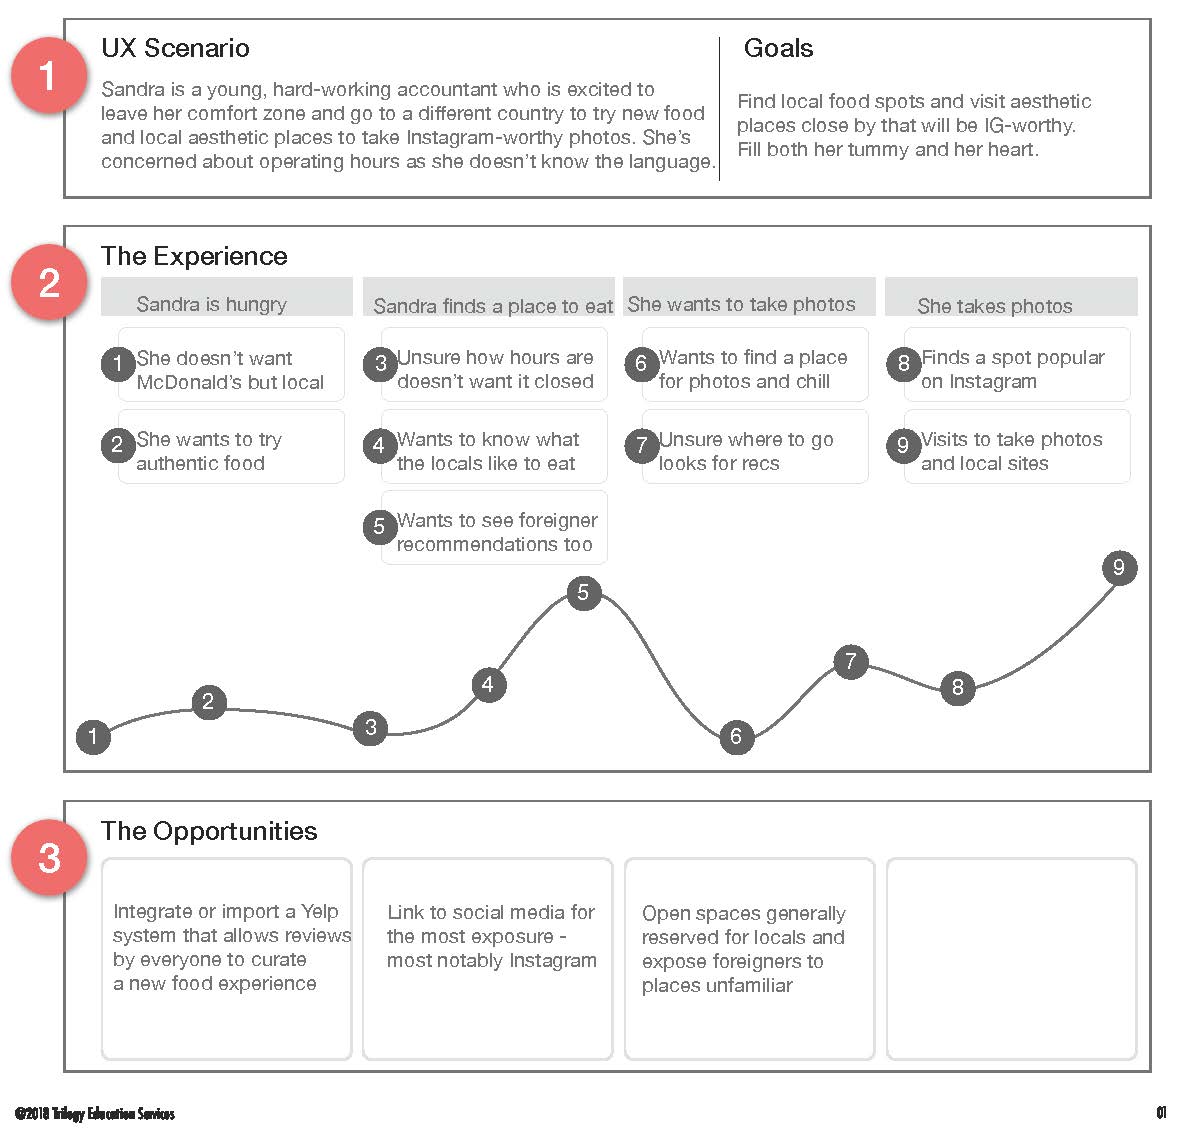 1
UX Scenario
Sandra is a young, hard-working accountant who is excited to
leave her comfort zone and go to a different country to try new food
and local aesthetic places to take Instagram-worthy photos. She's
concerned about operating hours as she doesn't know the language.
Goals
Find local food spots and visit aesthetic
places close by that will be IG-worthy.
Fill both her tummy and her heart.
2
The Experience
Sandra is hungry
1
She doesn't want
McDonald's but local
2
She wants to try
authentic food
Sandra finds a place to eat
3
Unsure how hours are
doesn't want it closed
4
Wants to know what
the locals like to eat
5
Wants to see foreigner
recommendations too
She wants to take photos
6
Wants to find a place
for photos and chill
7
Unsure where to go
looks for recs
She takes photos
8
Finds a spot popular
on Instagram
9
Visits to take photos
and local sites
1
2
3
4
5
6
7
8
9
3
The Opportunities
Integrate or import a Yelp
system that allows reviews
by everyone to curate
a new food experience
Link to social media for
the most exposure -
most notably Instagram
Open spaces generally
reserved for locals and
expose foreigners to
places unfamiliar
@2018 Trilogy Education Services
01